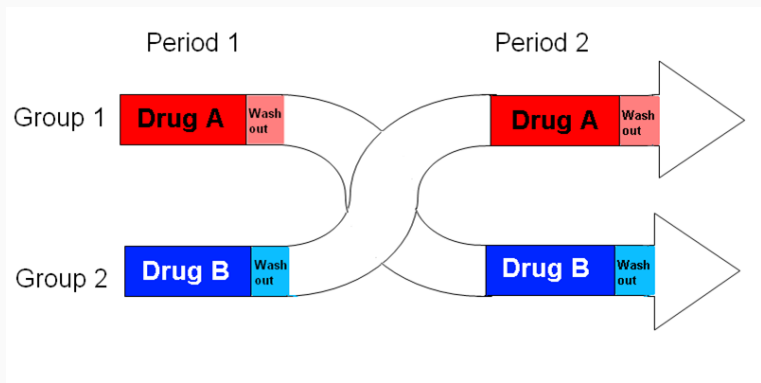 Period 1
Period 2
Group 1
Drug A
Wash
out
Drug A
Wash
out
Group 2
Drug B
Wash
out
Drug B
Wash
out